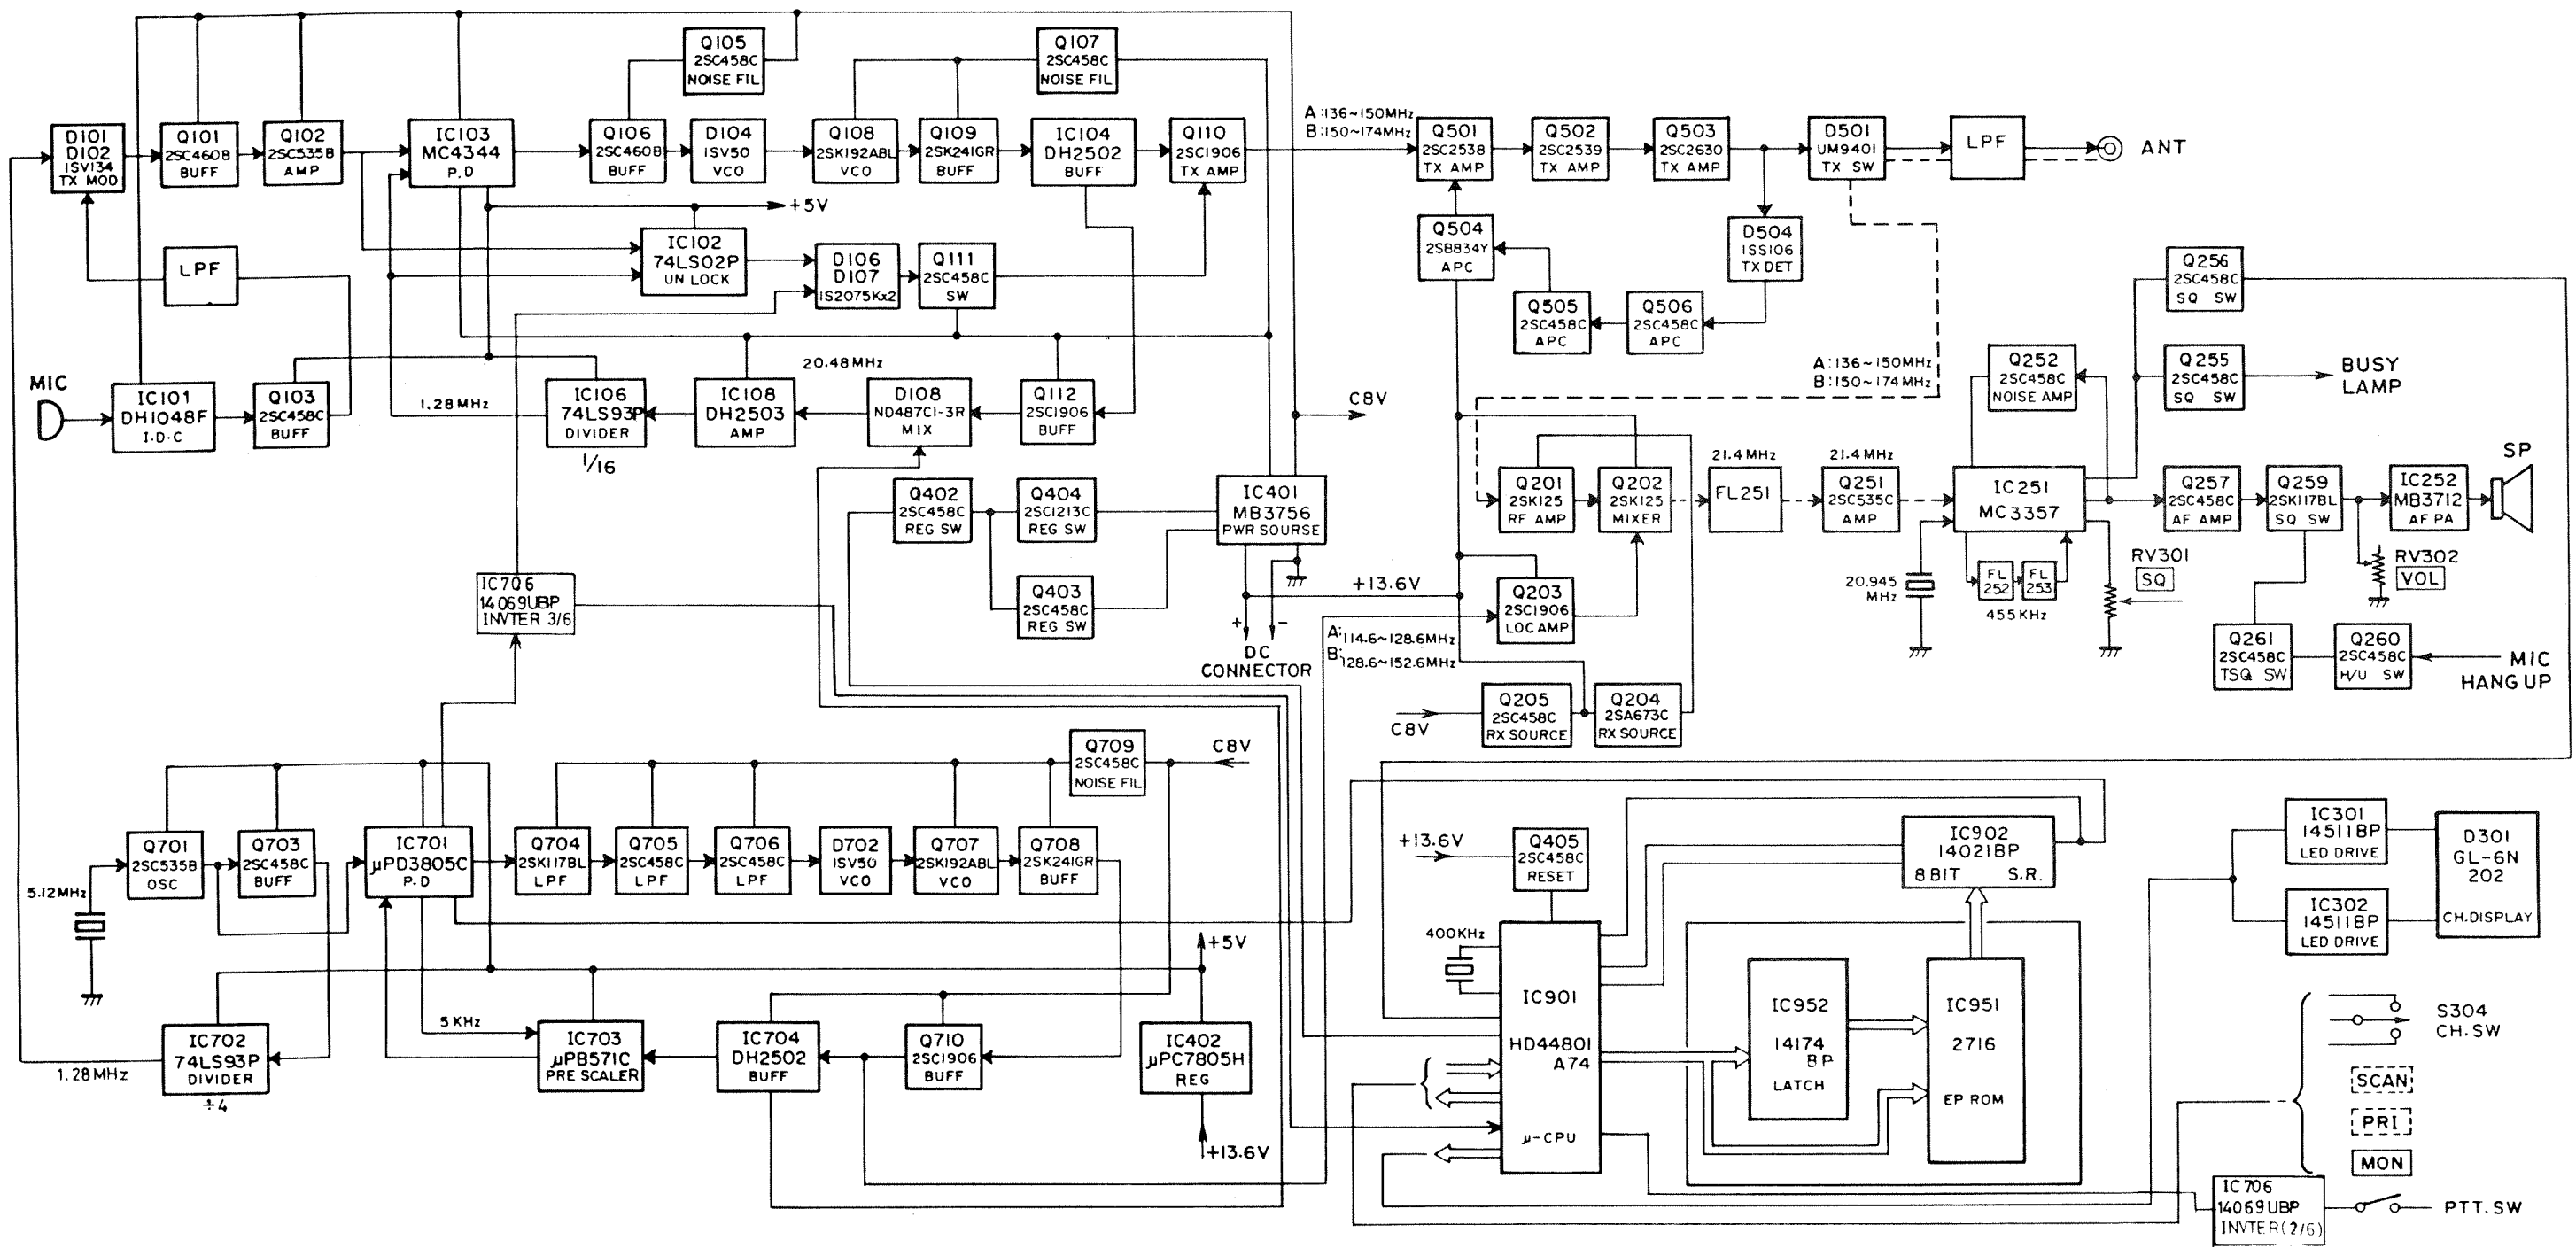 Q105
2SC458C
NOISE FIL
Q107
2SC458C
NOISE FIL
D101
D102
1SV134
TX MOD
Q101
2SC460B
BUFF
Q102
2SC535B
AMP
IC103
MC4344
P.D
Q106
2SC460B
BUFF
D104
1SV50
VCO
Q108
2SK192ABL
VCO
Q109
2SK241GR
BUFF
IC104
DH2502
BUFF
Q110
2SC1906
TX AMP
A:136~150MHz
B:150~174MHz
Q501
2SC2538
TX AMP
Q502
2SC2539
TX AMP
Q503
2SC2630
TX AMP
D501
UM9401
TX SW
LPF
ANT
+5V
LPF
IC102
74LS02P
UN LOCK
D106
D107
1S2075Kx2
Q111
2SC458C
SW
Q504
2SB834Y
APC
D504
1SS106
TX DET
Q505
2SC458C
APC
Q506
2SC458C
APC
Q256
2SC458C
SQ SW
A:136~150MHz
B:150~174MHz
Q252
2SC458C
NOISE AMP
Q255
2SC458C
SQ SW
BUSY
LAMP
MIC
IC101
DH1048F
I.D.C
Q103
2SC458C
BUFF
1.28MHz
IC106
74LS93P
DIVIDER
1/16
IC108
DH2503
AMP
20.48MHz
D108
ND487C1-3R
MIX
Q112
2SC1906
BUFF
C8V
Q402
2SC458C
REG SW
Q404
2SC1213C
REG SW
IC401
MB3756
PWR SOURSE
Q403
2SC458C
REG SW
+13.6V
+
-
DC
CONNECTOR
Q201
2SK125
RF AMP
Q202
2SK125
MIXER
21.4MHz
FL251
21.4MHz
Q251
2SC535C
AMP
IC251
MC3357
Q257
2SC458C
AF AMP
Q259
2SK117BL
SQ SW
IC252
MB3712
AF PA
SP
20.945
MHz
FL
252
FL
253
455KHz
RV301
SQ
RV302
VOL
Q203
2SC1906
LOC AMP
A:114.6~128.6MHz
B:128.6~152.6MHz
Q261
2SC458C
TSQ SW
Q260
2SC458C
H/U SW
MIC
HANG UP
C8V
Q205
2SC458C
RX SOURCE
Q204
2SA673C
RX SOURCE
IC706
14069UBP
INVTER 3/6
Q709
2SC458C
NOISE FIL
C8V
5.12MHz
Q701
2SC535B
OSC
Q703
2SC458C
BUFF
IC701
μPD3805C
P.D
Q704
2SK117BL
LPF
Q705
2SC458C
LPF
Q706
2SC458C
LPF
D702
1SV50
VCO
Q707
2SK192ABL
VCO
Q708
2SK241GR
BUFF
+13.6V
Q405
2SC458C
RESET
IC902
14021BP
8BIT S.R.
IC301
14511BP
LED DRIVE
IC302
14511BP
LED DRIVE
D301
GL-6N
202
CH.DISPLAY
400KHz
IC901
HD44801
A74
μ-CPU
IC952
14174
BP
LATCH
IC951
2716
EP ROM
+5V
5KHz
1.28MHz
IC702
74LS93P
DIVIDER
÷4
IC703
μPB571C
PRE SCALER
IC704
DH2502
BUFF
Q710
2SC1906
BUFF
IC402
μPC7805H
REG
+13.6V
S304
CH.SW
SCAN
PRI
MON
IC706
14069UBP
INVTER(2/6)
PTT.SW